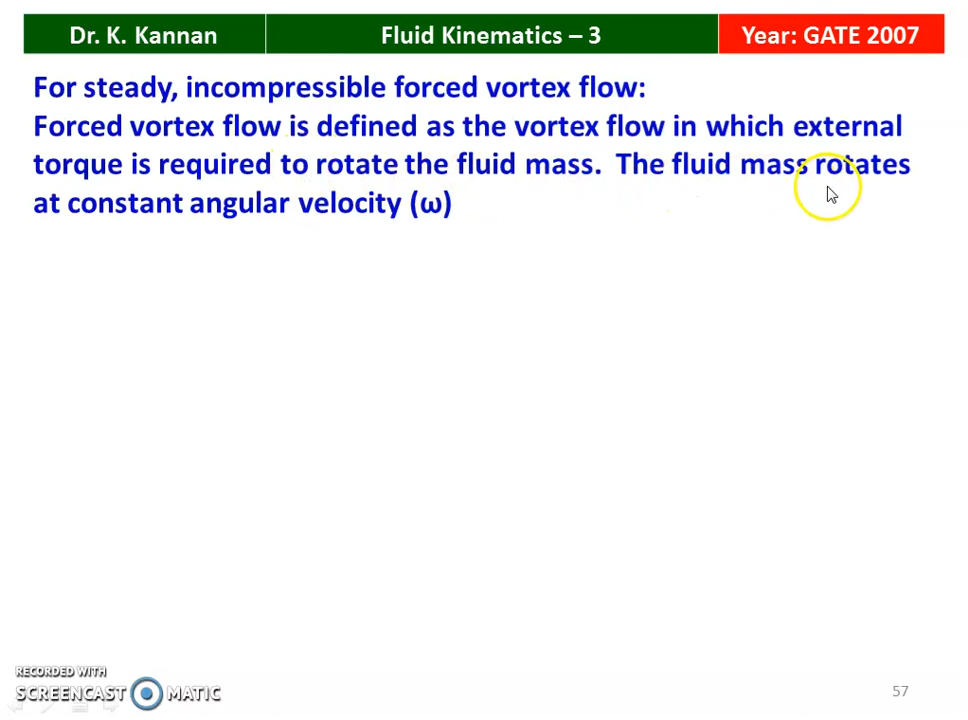 Dr. K. Kannan
Fluid Kinematics – 3
Year: GATE 2007
For steady, incompressible forced vortex flow:
Forced vortex flow is defined as the vortex flow in which external
torque is required to rotate the fluid mass.  The fluid mass rotates
at constant angular velocity (ω)
RECORDED WITH
SCREENCAST MATIC
57